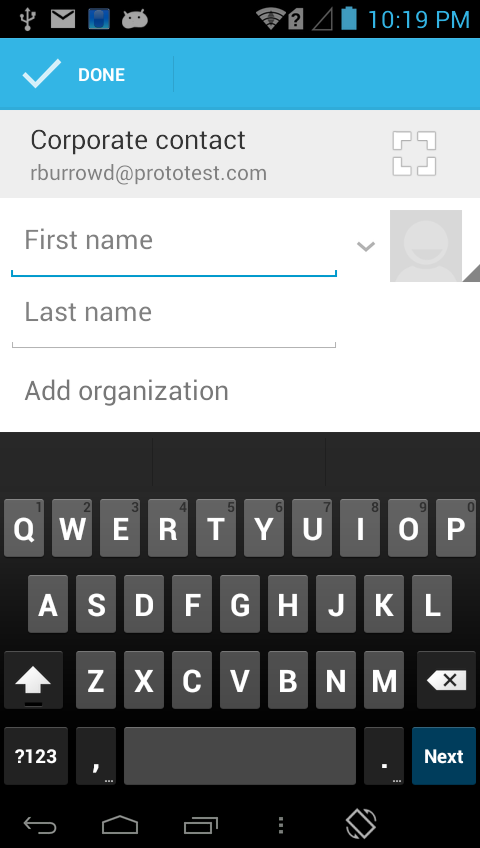 10:19 PM
DONE
Corporate contact
rburrowd@prototest.com
First name
Last name
Add organization
1 2 3 4 5 6 7 8 9 0
Q W E R T Y U I O P
A S D F G H J K L
Z X C V B N M
?123 , ... . ... Next